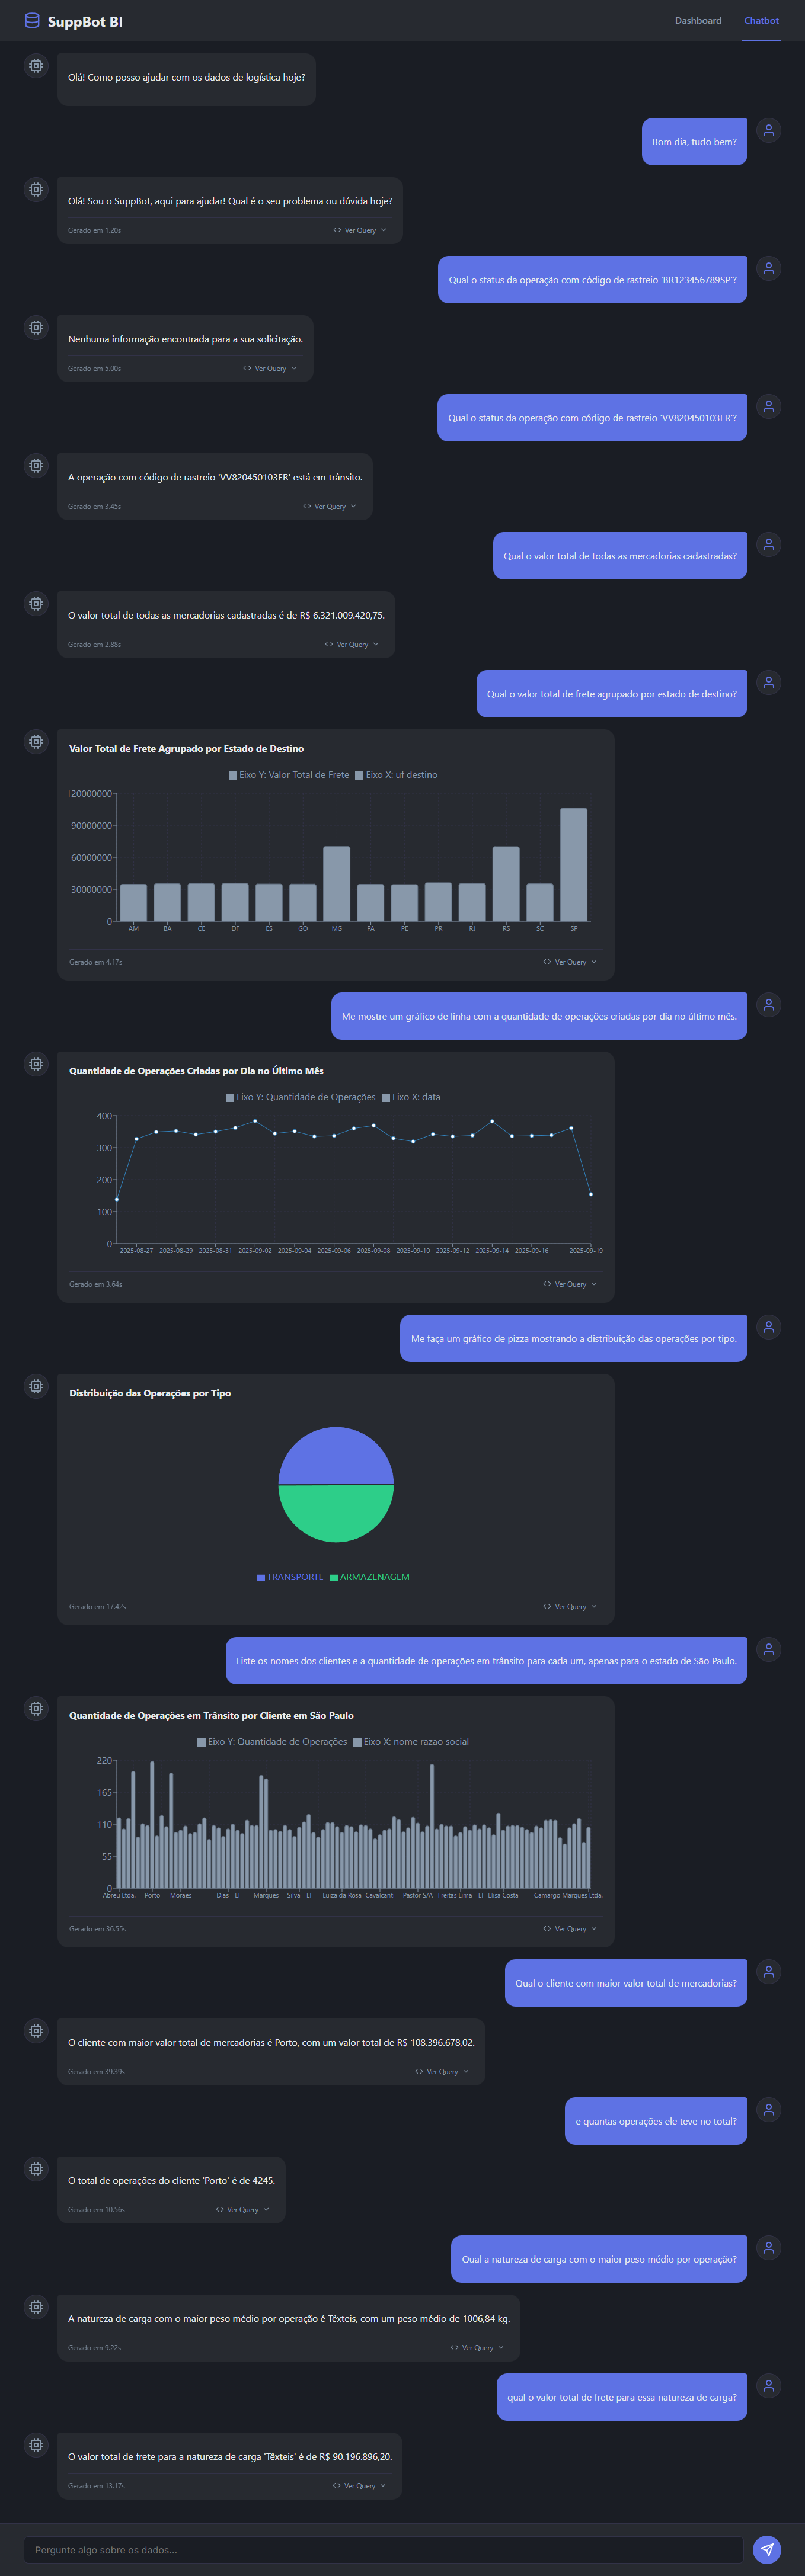 SuppBot BI
Dashboard
Chatbot
Olá! Como posso ajudar com os dados de logística hoje?
Bom dia, tudo bem?
Olá! Sou o SuppBot, aqui para ajudar! Qual é o seu problema ou dúvida hoje?
Gerado em 1.20s
Ver Query
Qual o status da operação com código de rastreio 'BR123456789SP'?
Nenhuma informação encontrada para a sua solicitação.
Gerado em 5.00s
Ver Query
Qual o status da operação com código de rastreio 'VV820450103ER'?
A operação com código de rastreio 'VV820450103ER' está em trânsito.
Gerado em 3.45s
Ver Query
Qual o valor total de todas as mercadorias cadastradas?
O valor total de todas as mercadorias cadastradas é de R$ 6.321.009.420,75.
Gerado em 2.88s
Ver Query
Qual o valor total de frete agrupado por estado de destino?
Valor Total de Frete Agrupado por Estado de Destino
Eixo Y: Valor Total de Frete Eixo X: uf destino
20000000
90000000
60000000
30000000
0
AM BA CE DF ES GO MG PA PE PR RJ RS SC SP
Gerado em 4.17s
Ver Query
Me mostre um gráfico de linha com a quantidade de operações criadas por dia no último mês.
Quantidade de Operações Criadas por Dia no Último Mês
Eixo Y: Quantidade de Operações Eixo X: data
400
300
200
100
0
2025-08-27 2025-08-29 2025-08-31 2025-09-02 2025-09-04 2025-09-06 2025-09-08 2025-09-10 2025-09-12 2025-09-14 2025-09-16 2025-09-19
Gerado em 3.64s
Ver Query
Me faça um gráfico de pizza mostrando a distribuição das operações por tipo.
Distribuição das Operações por Tipo
TRANSPORTE ARMAZENAGEM
Gerado em 17.42s
Ver Query
Liste os nomes dos clientes e a quantidade de operações em trânsito para cada um, apenas para o estado de São Paulo.
Quantidade de Operações em Trânsito por Cliente em São Paulo
Eixo Y: Quantidade de Operações Eixo X: nome razao social
220
165
110
55
0
Abreu Ltda. Porto Moraes Dias - EI Marques Silva - EI Luiza da Rosa Cavalcanti Pastor S/A Freitas Lima - EI Elisa Costa Camargo Marques Ltda.
Gerado em 36.55s
Ver Query
Qual o cliente com maior valor total de mercadorias?
O cliente com maior valor total de mercadorias é Porto, com um valor total de R$ 108.396.678,02.
Gerado em 39.39s
Ver Query
e quantas operações ele teve no total?
O total de operações do cliente 'Porto' é de 4245.
Gerado em 10.56s
Ver Query
Qual a natureza de carga com o maior peso médio por operação?
A natureza de carga com o maior peso médio por operação é Têxteis, com um peso médio de 1006,84 kg.
Gerado em 9.22s
Ver Query
qual o valor total de frete para essa natureza de carga?
O valor total de frete para a natureza de carga 'Têxteis' é de R$ 90.196.896,20.
Gerado em 13.17s
Ver Query
Pergunte algo sobre os dados...